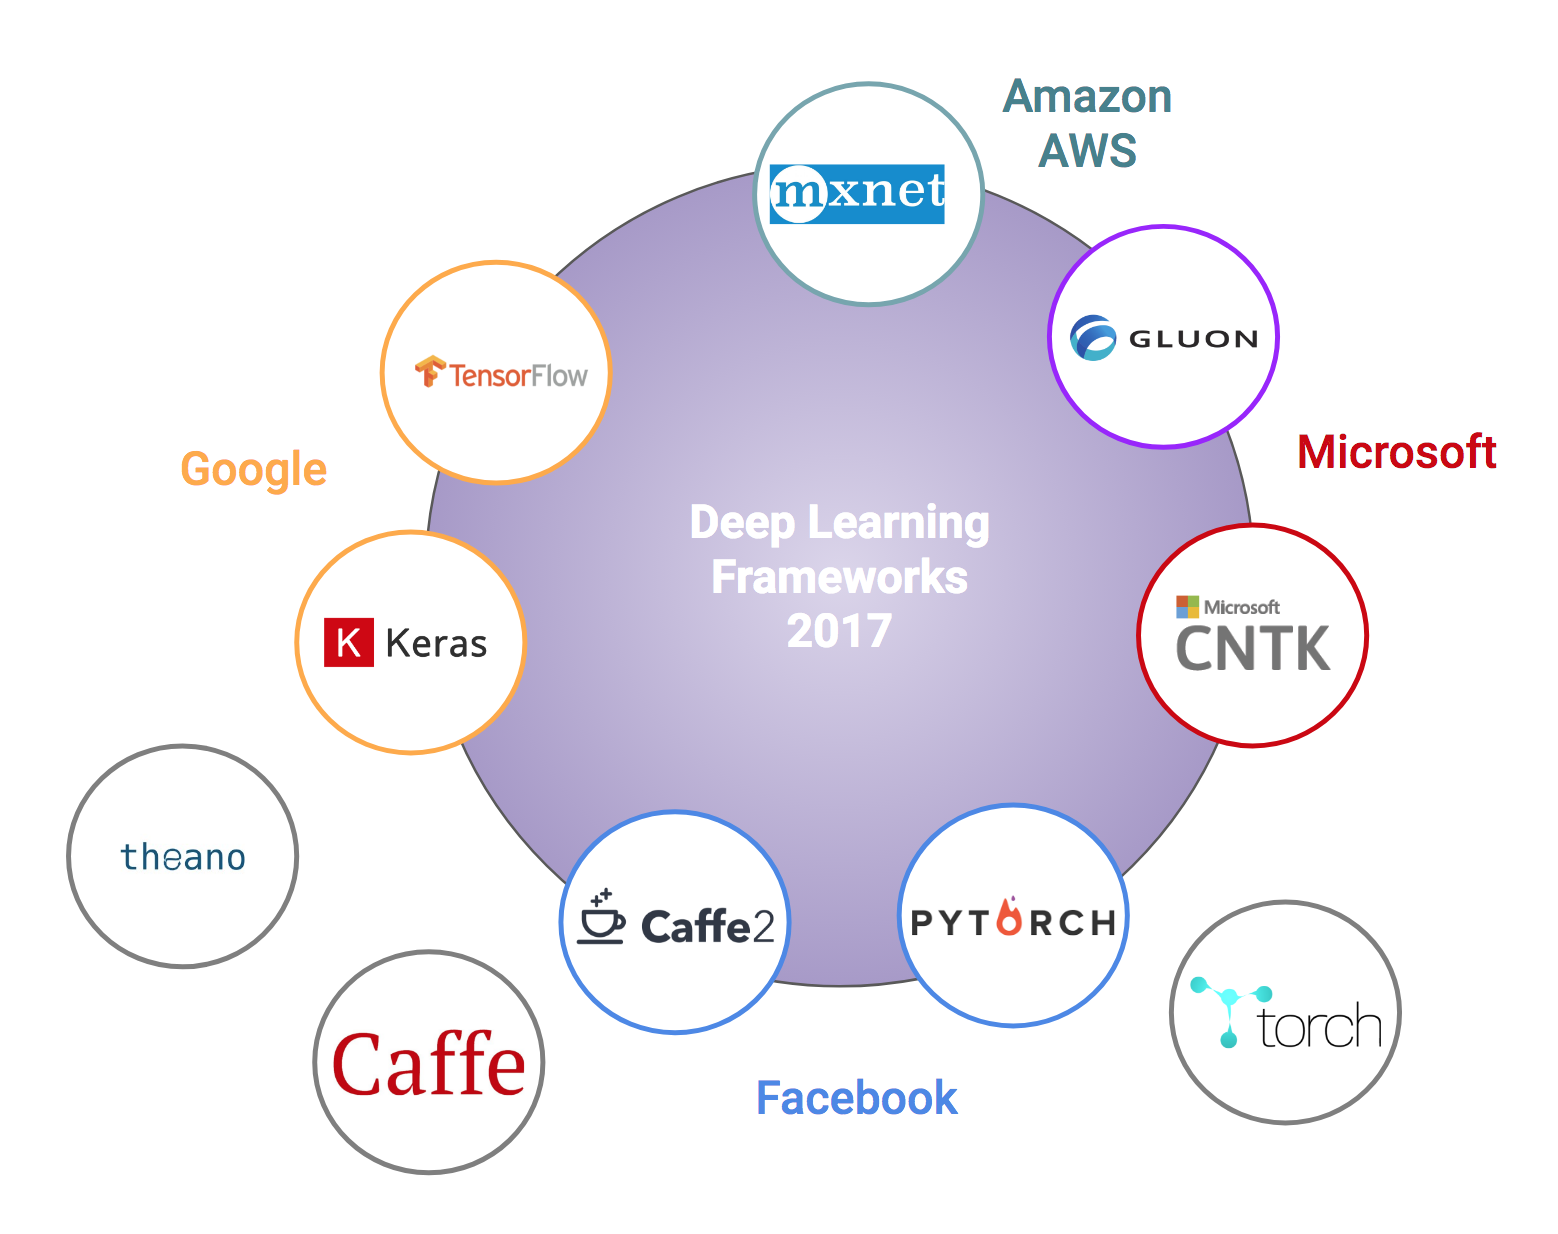 Amazon
AWS
mxnet
GLUON
TensorFlow
Google
Microsoft
Deep Learning
Frameworks
2017
Microsoft
CNTK
K Keras
theano
Caffe2
PYTORCH
torch
Caffe
Facebook